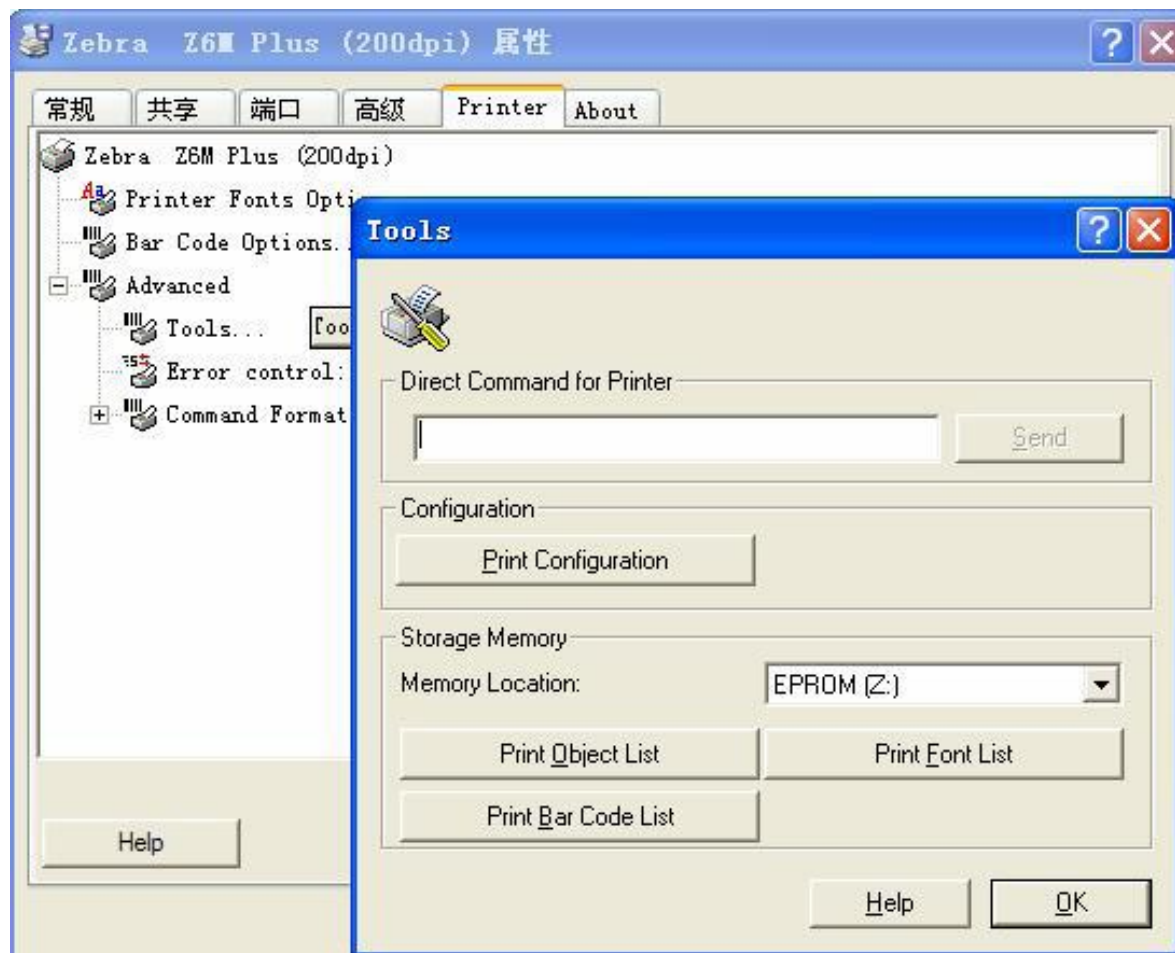 Zebra Z6M Plus (200dpi) 属性
常规 共享 端口 高级 Printer About
Zebra Z6M Plus (200dpi)
Printer Fonts Opti
Bar Code Options..
Advanced
Tools...
Error control:
Command Format
Help
Tools
Direct Command for Printer
Send
Configuration
Print Configuration
Storage Memory
Memory Location: EPROM (Z:)
Print Object List Print Font List
Print Bar Code List
Help OK